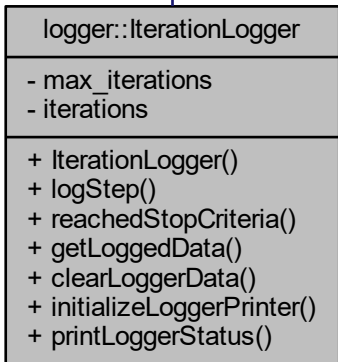 logger::IterationLogger
- max_iterations
- iterations
+ IterationLogger()
+ logStep()
+ reachedStopCriteria()
+ getLoggedData()
+ clearLoggerData()
+ initializeLoggerPrinter()
+ printLoggerStatus()